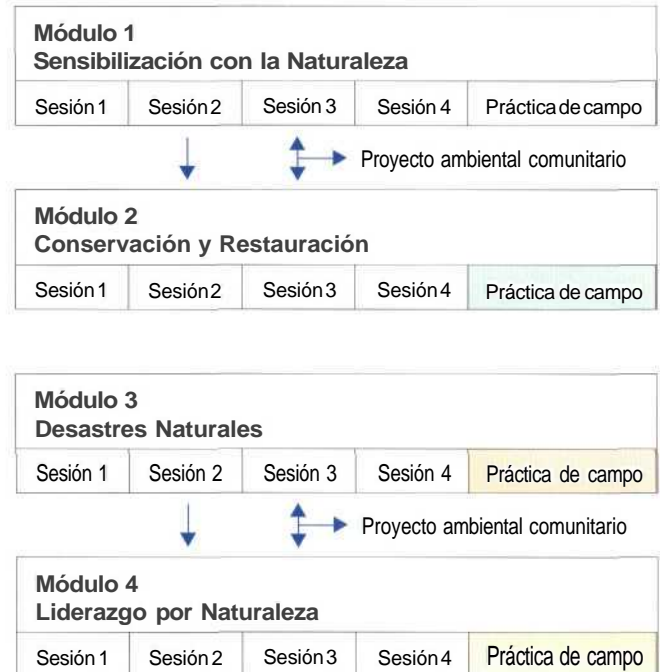 Módulo 1
Sensibilización con la Naturaleza
Sesión 1 Sesión 2 Sesión 3 Sesión 4 Práctica de campo
Proyecto ambiental comunitario
Módulo 2
Conservación y Restauración
Sesión 1 Sesión 2 Sesión 3 Sesión 4 Práctica de campo
Módulo 3
Desastres Naturales
Sesión 1 Sesión 2 Sesión 3 Sesión 4 Práctica de campo
Proyecto ambiental comunitario
Módulo 4
Liderazgo por Naturaleza
Sesión 1 Sesión 2 Sesión 3 Sesión 4 Práctica de campo